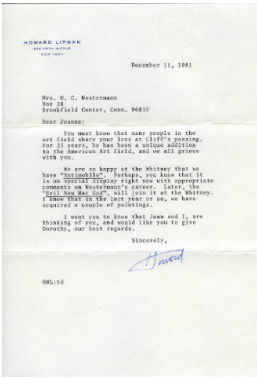 HOWARD LIPMAN
NEW YORK
December 11, 1981
Mrs. H. C. Westermann
Box 28
Brookfield Center, Conn. 06850
Dear Joanna:
You must know that many people in the
art field share your loss at Cliff's passing.
For 25 years, he has been a unique addition
to the American Art field, and we all grieve
with you.
We are so happy at the Whitney that we
have "Antimobile". Perhaps, you know that it
is on special display right now with appropriate
comments on Westermann's career. Later, the
"Evil New War God", will join it at the Whitney.
I know that in the last year or so, we have
acquired a couple of paintings.
I want you to know that Jean and I, are
thinking of you, and would like you to give
Dorothy, our best regards.
Sincerely,
Howard
HWL:td